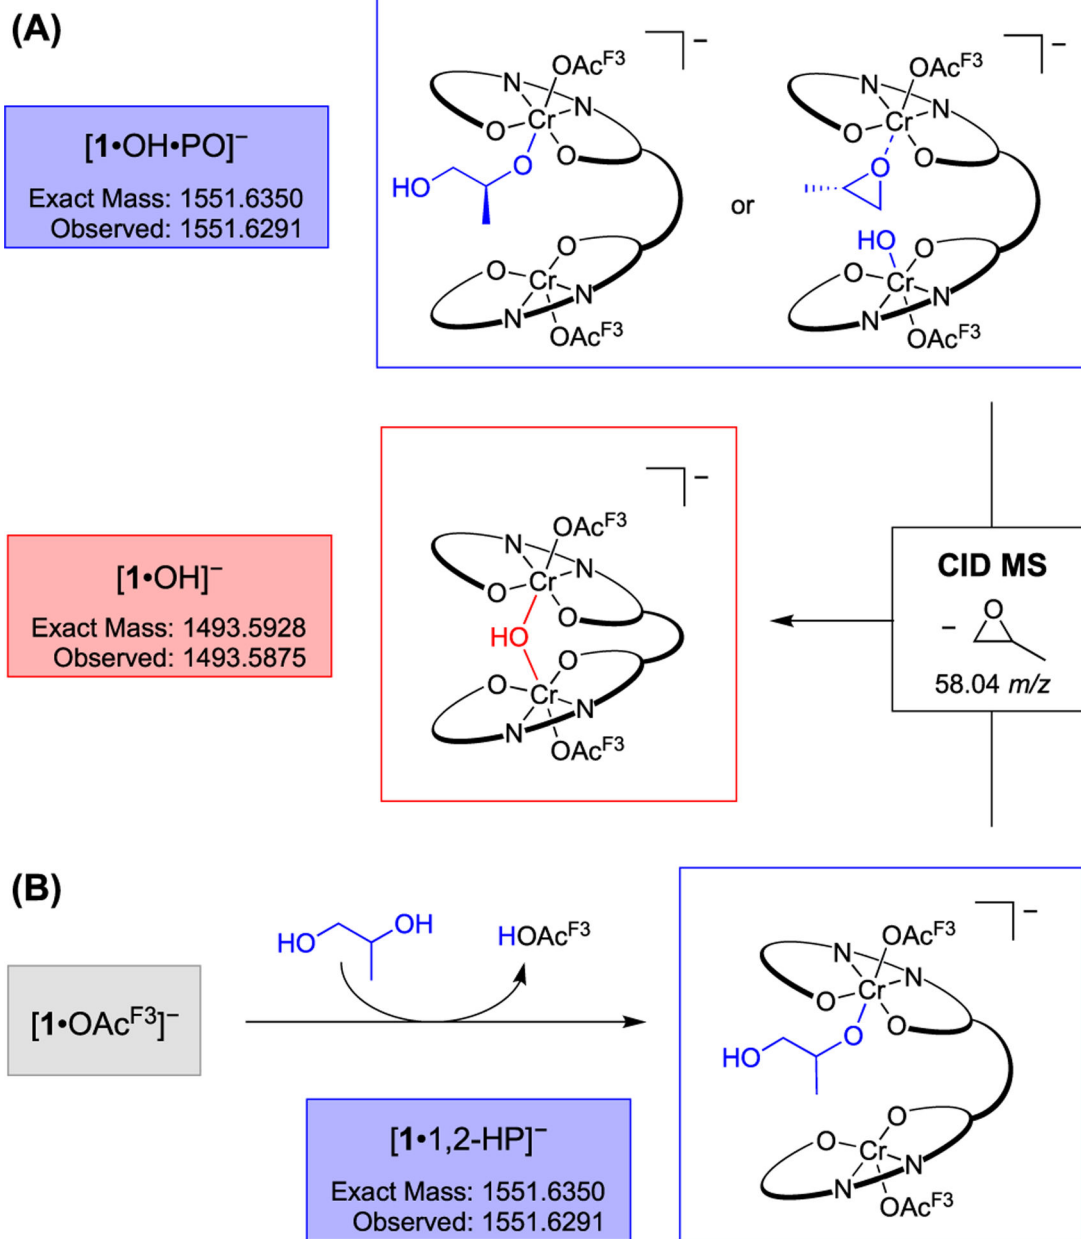 (A)
[1•OH•PO]⁻
Exact Mass: 1551.6350
Observed: 1551.6291
OAcF3
N
N
Cr
O
O
O
HO
O
O
Cr
N
N
OAcF3
–
or
OAcF3
N
N
Cr
O
O
O
HO
O
O
Cr
N
N
OAcF3
–
[1•OH]⁻
Exact Mass: 1493.5928
Observed: 1493.5875
OAcF3
N
N
Cr
O
O
HO
O
O
Cr
N
N
OAcF3
–
CID MS
–
O
58.04 m/z
(B)
[1•OAcF3]⁻
HO
OH
HOAcF3
[1•1,2-HP]⁻
Exact Mass: 1551.6350
Observed: 1551.6291
OAcF3
N
N
Cr
O
O
O
HO
O
O
Cr
N
N
OAcF3
–